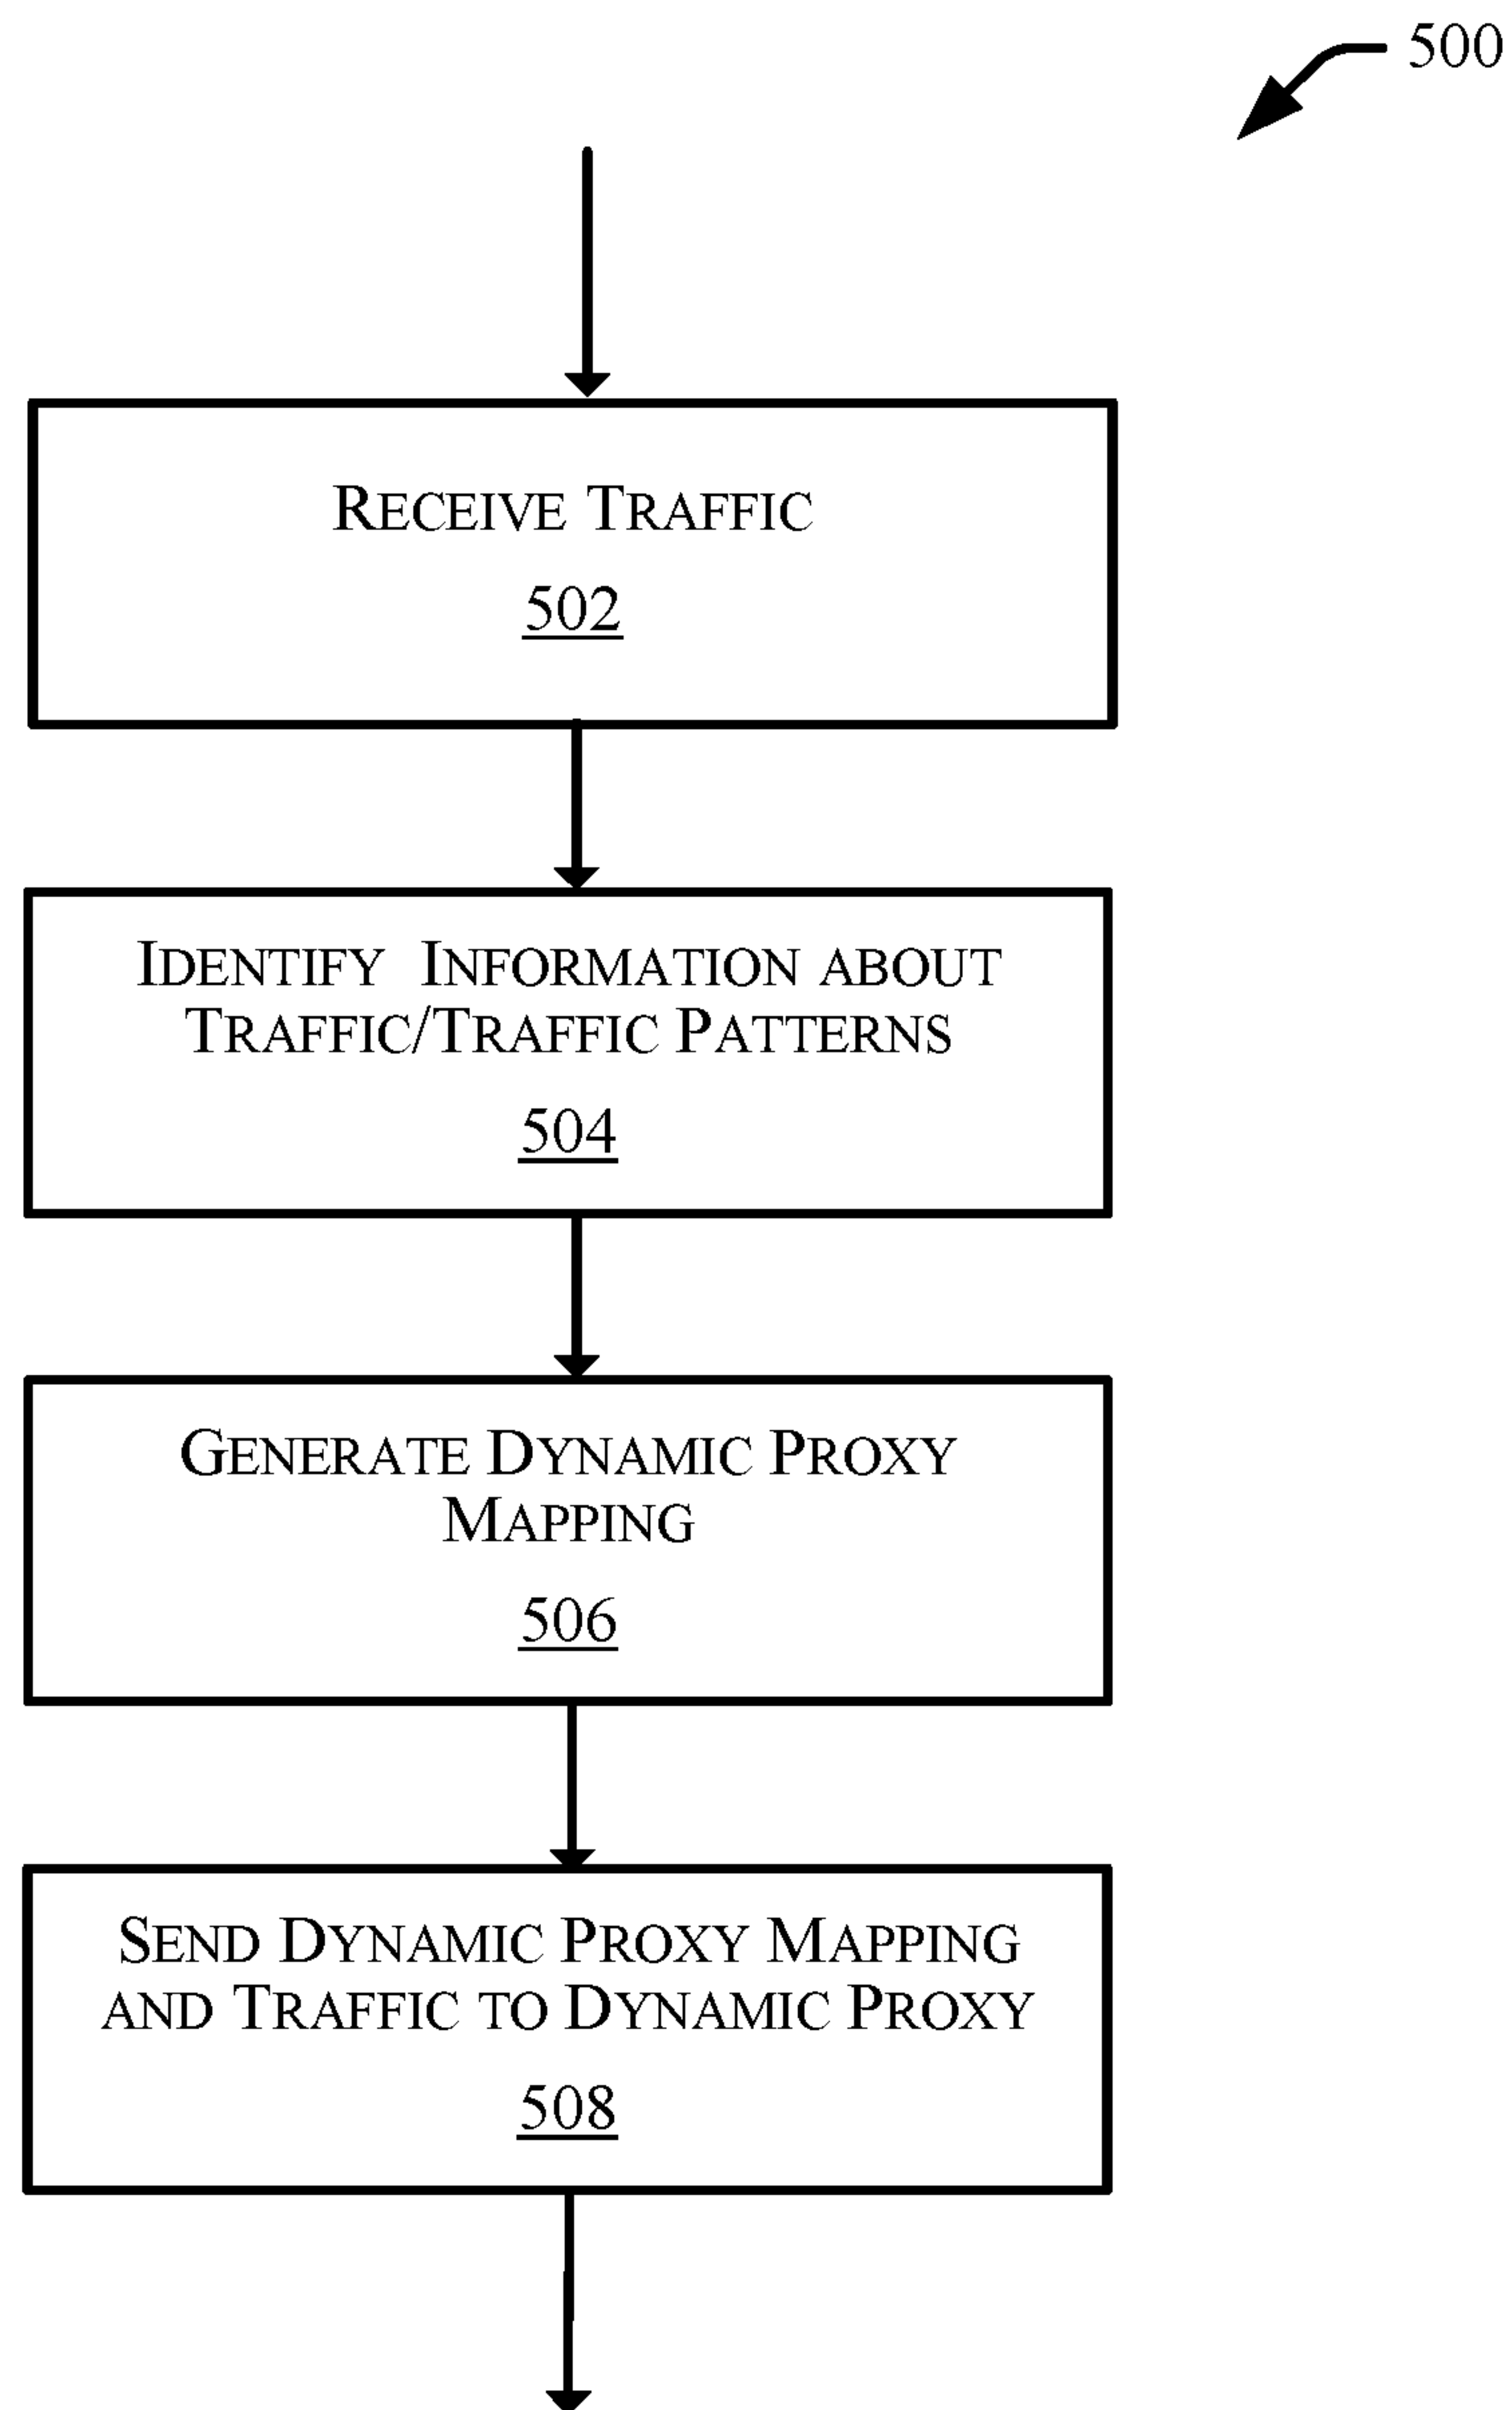 500
RECEIVE TRAFFIC
502
IDENTIFY INFORMATION ABOUT
TRAFFIC/TRAFFIC PATTERNS
504
GENERATE DYNAMIC PROXY
MAPPING
506
SEND DYNAMIC PROXY MAPPING
AND TRAFFIC TO DYNAMIC PROXY
508